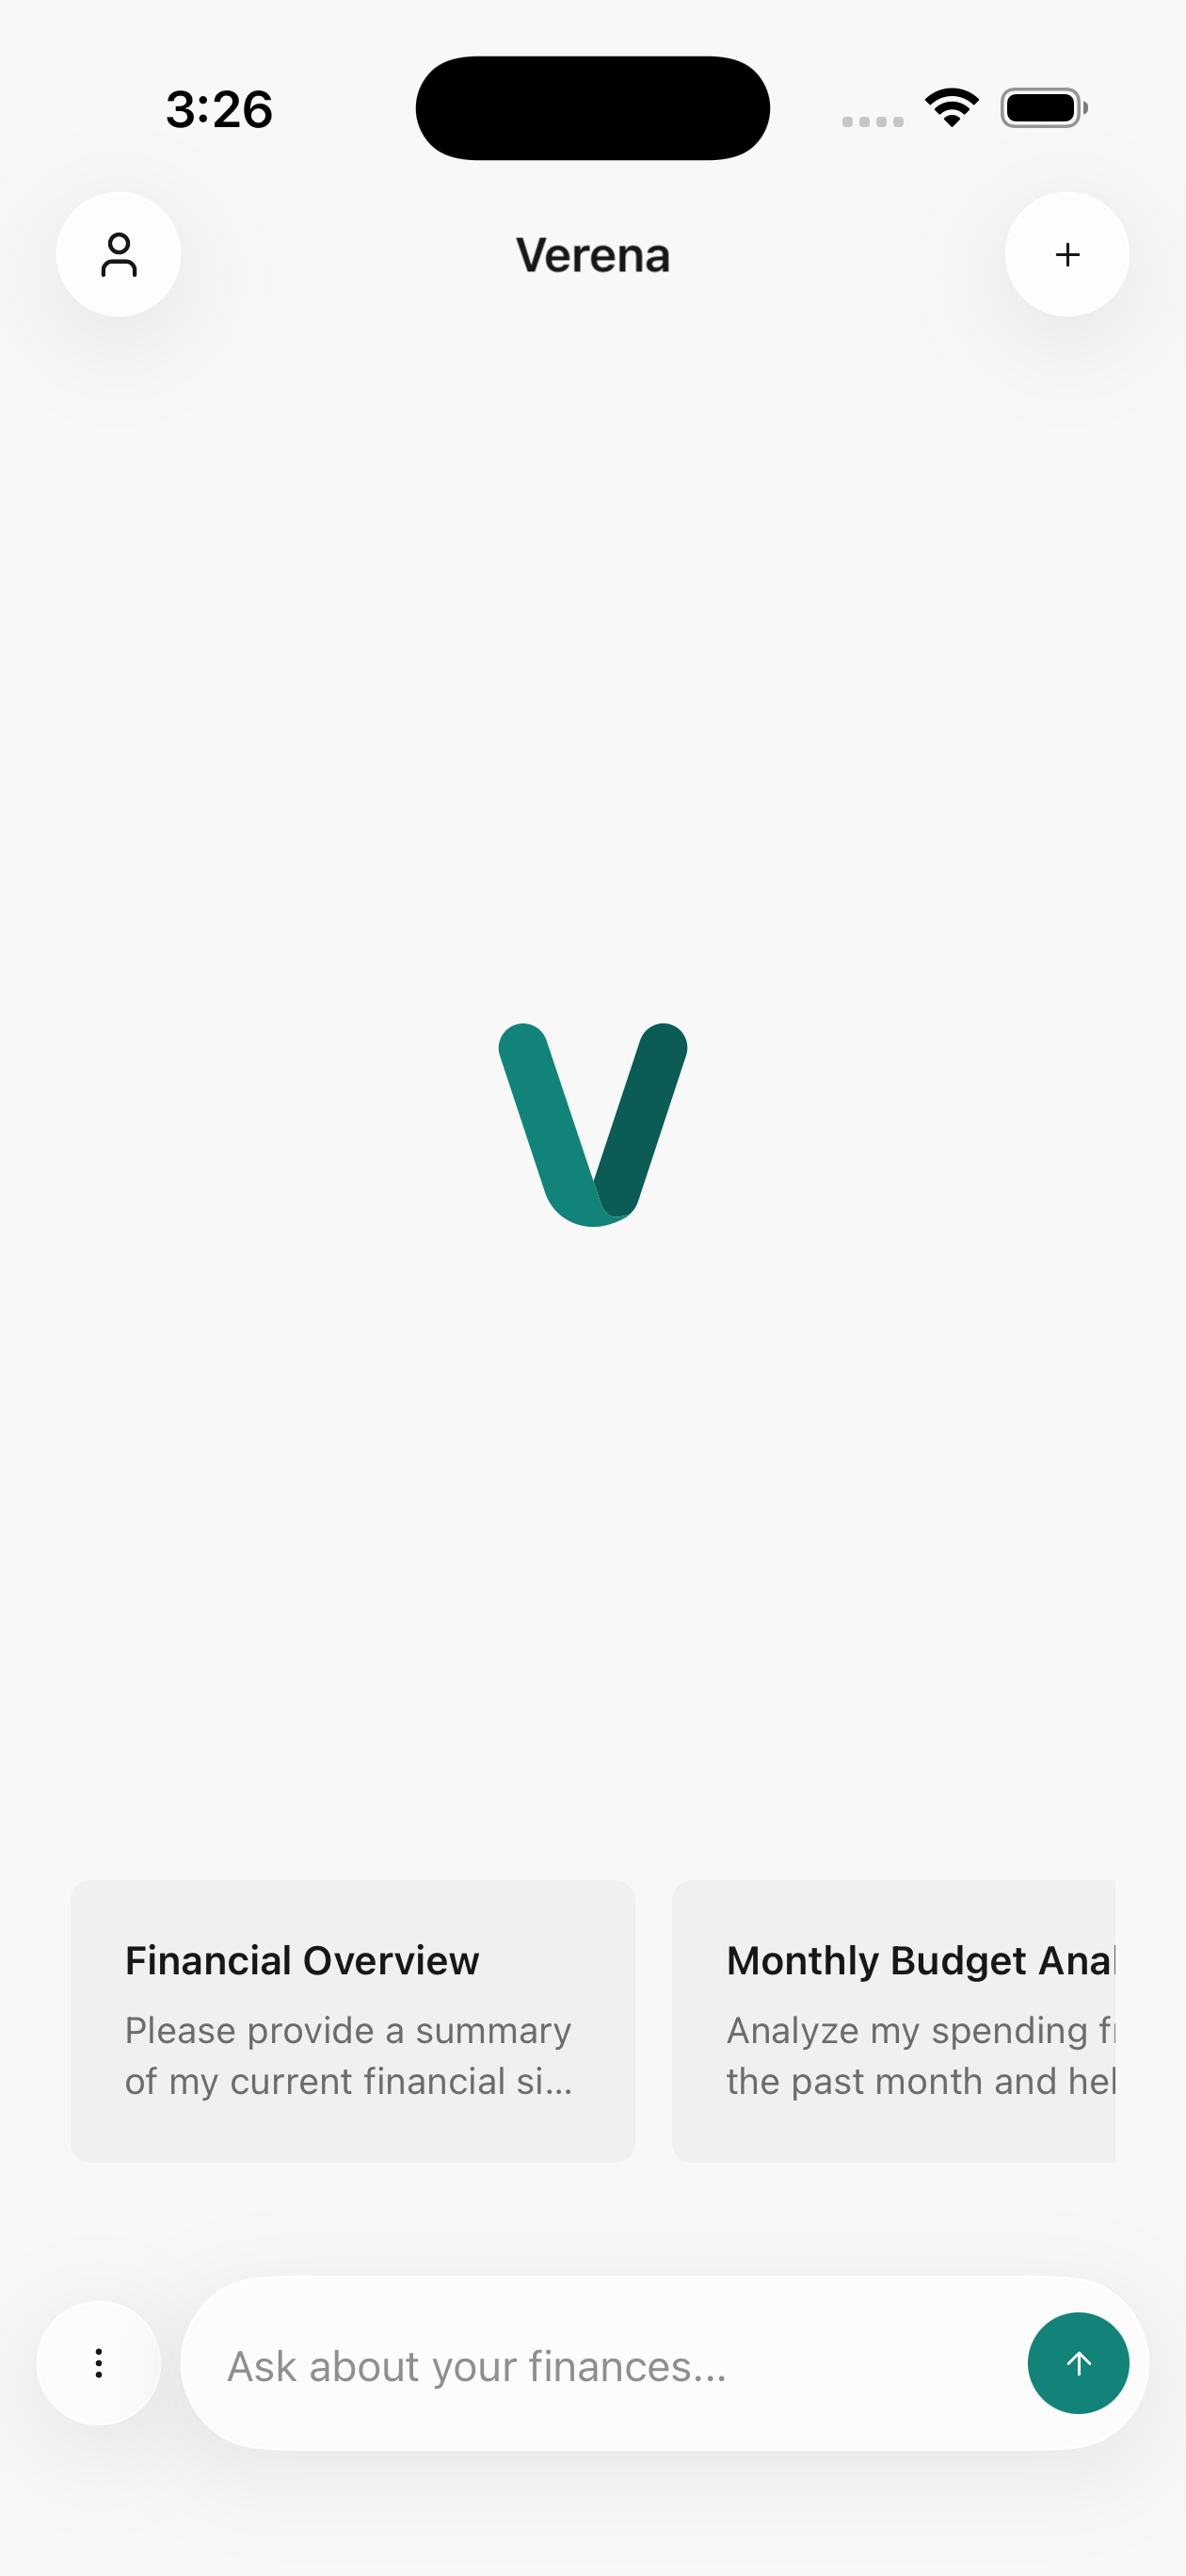 3:26
Verena
Financial Overview
Please provide a summary
of my current financial si...
Monthly Budget Anal
Analyze my spending fr
the past month and hel
Ask about your finances...